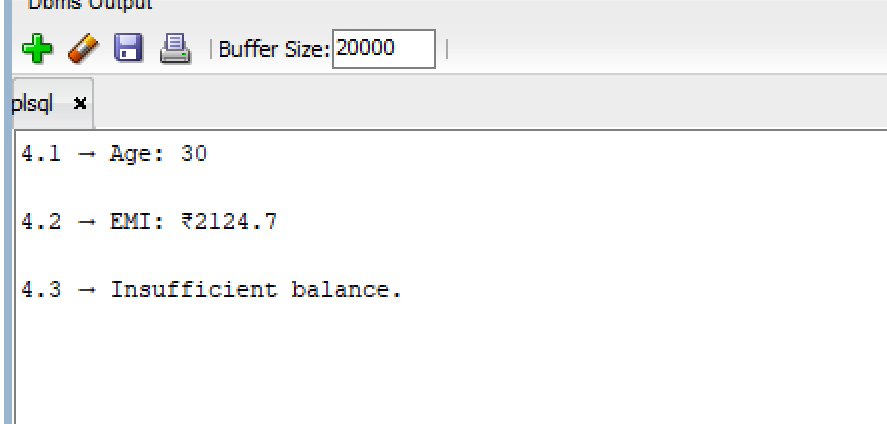 Dbms Output
Buffer Size: 20000
plsql
4.1 → Age: 30
4.2 → EMI: ₹2124.7
4.3 → Insufficient balance.